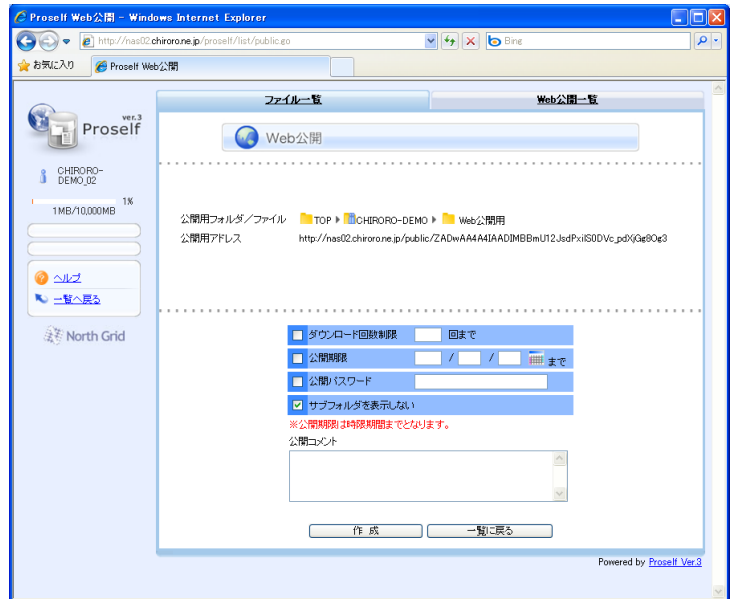 Proself Web公開 - Windows Internet Explorer
http://nas02.chiroro.ne.jp/proself/list/public.go
Bing
お気に入り
Proself Web公開
ファイル一覧
Web公開一覧
ver.3
Proself
Web公開
CHIRORO-
DEMO_02
1%
1MB/10,000MB
公開用フォルダ/ファイル TOP CHIRORO-DEMO Web公開用
公開用アドレス http://nas02.chiroro.ne.jp/public/ZADwAA4A4IAADIMBBmU12JsdPxilS0DVc_pdXjGg8Og3
ヘルプ
一覧へ戻る
North Grid
ダウンロード回数制限 回まで
公開期限 / / まで
公開パスワード
サブフォルダを表示しない
※公開期限は時限期間までとなります。
公開コメント
作 成
一覧に戻る
Powered by Proself Ver.3